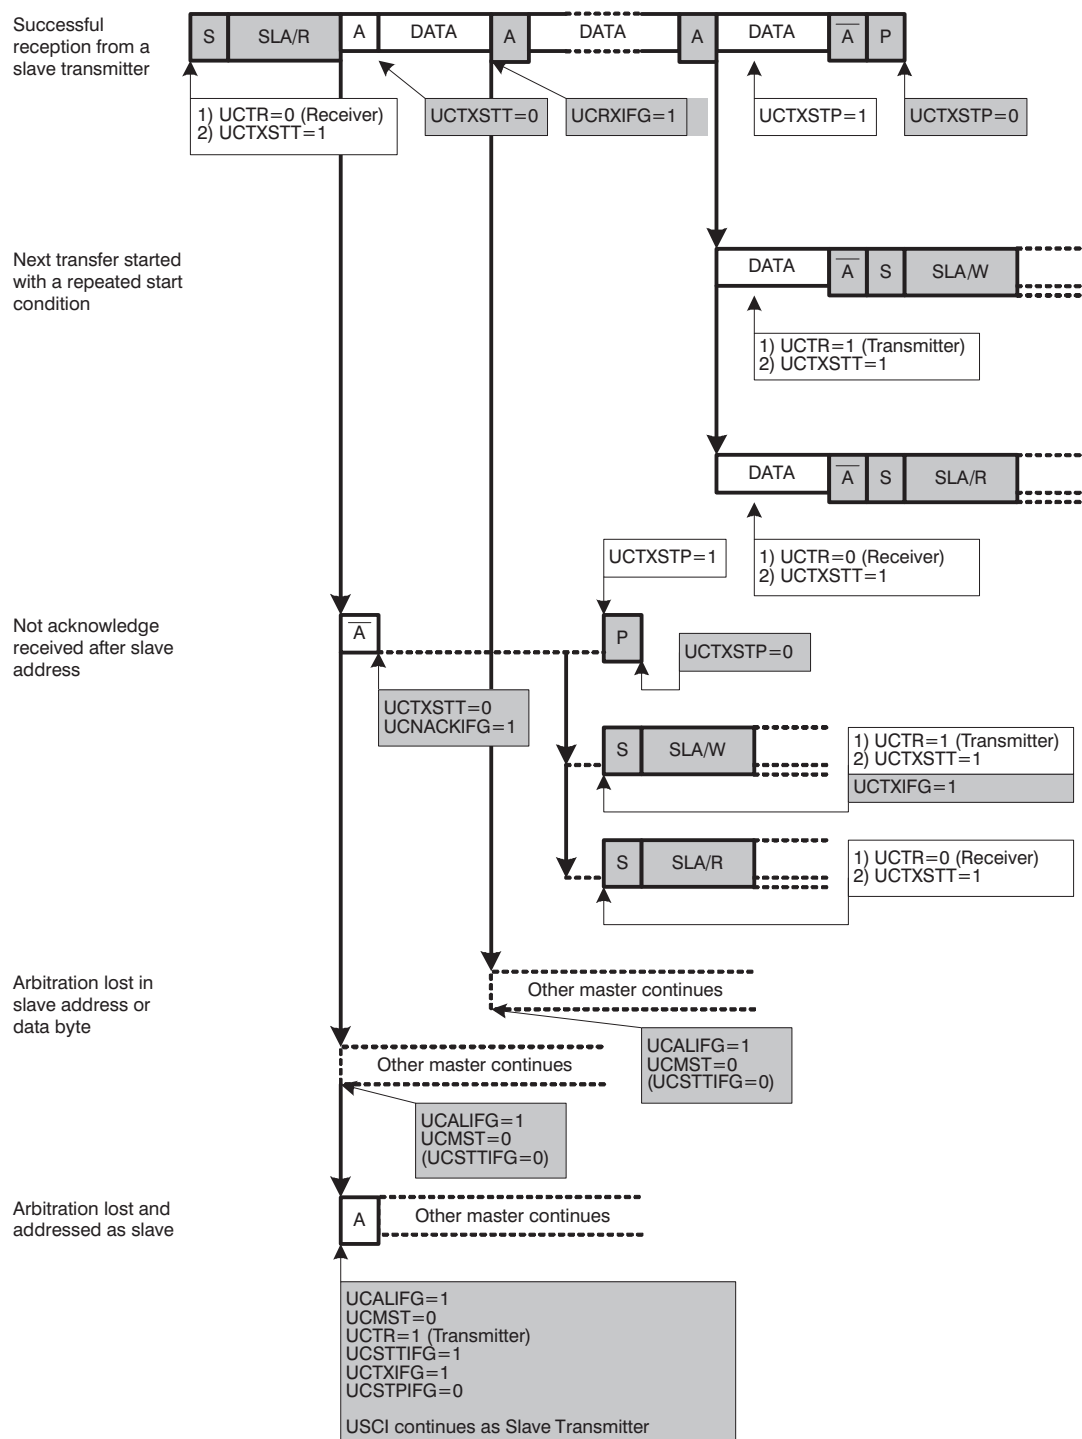 Successful
reception from a
slave transmitter
S SLA/R A DATA A DATA A DATA A P
1) UCTR=0 (Receiver)
2) UCTXSTT=1
UCTXSTT=0
UCRXIFG=1
UCTXSTP=1
UCTXSTP=0
Next transfer started
with a repeated start
condition
DATA A S SLA/W
1) UCTR=1 (Transmitter)
2) UCTXSTT=1
DATA A S SLA/R
UCTXSTP=1
1) UCTR=0 (Receiver)
2) UCTXSTT=1
Not acknowledge
received after slave
address
A
P
UCTXSTP=0
UCTXSTT=0
UCNACKIFG=1
S SLA/W
1) UCTR=1 (Transmitter)
2) UCTXSTT=1
UCTXIFG=1
S SLA/R
1) UCTR=0 (Receiver)
2) UCTXSTT=1
Arbitration lost in
slave address or
data byte
Other master continues
UCALIFG=1
UCMST=0
(UCSTTIFG=0)
Other master continues
UCALIFG=1
UCMST=0
(UCSTTIFG=0)
Arbitration lost and
addressed as slave
A Other master continues
UCALIFG=1
UCMST=0
UCTR=1 (Transmitter)
UCSTTIFG=1
UCTXIFG=1
UCSTPIFG=0
USCI continues as Slave Transmitter